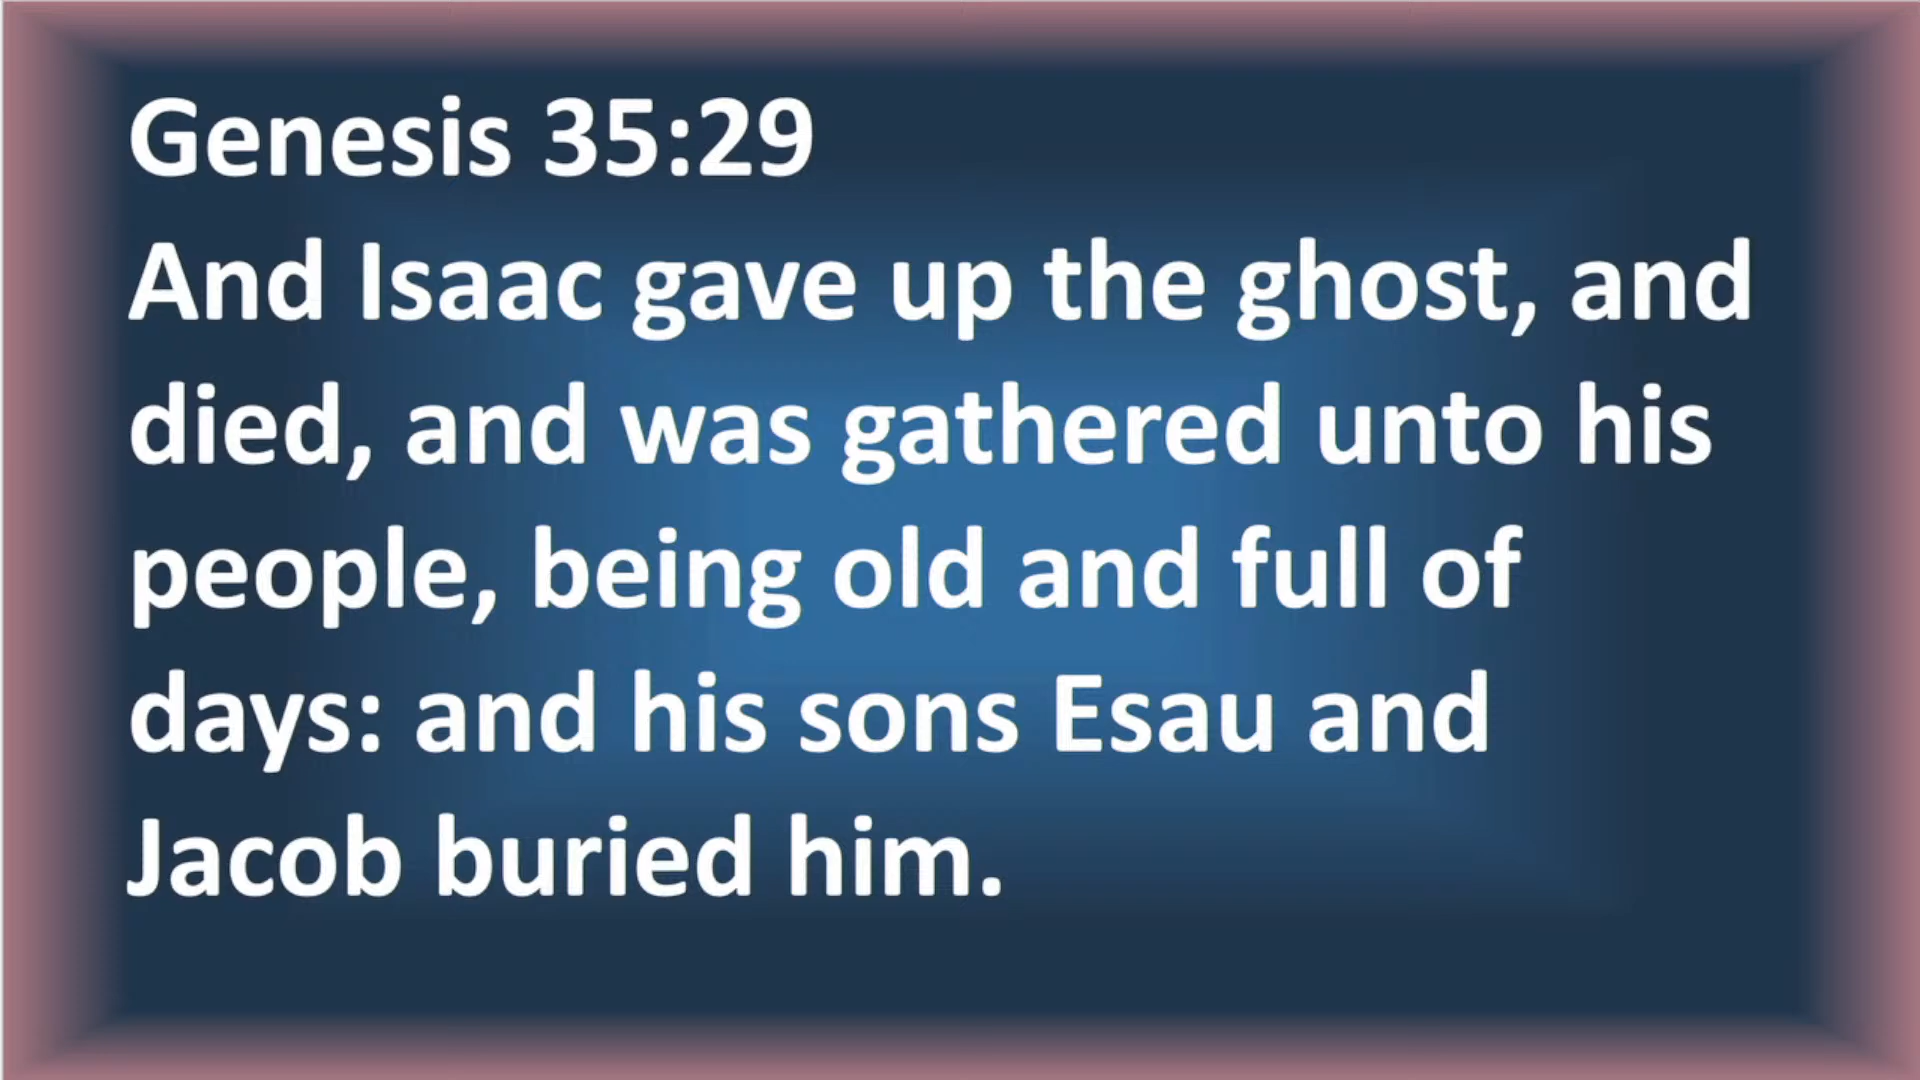 Genesis 35:29
And Isaac gave up the ghost, and
died, and was gathered unto his
people, being old and full of
days: and his sons Esau and
Jacob buried him.